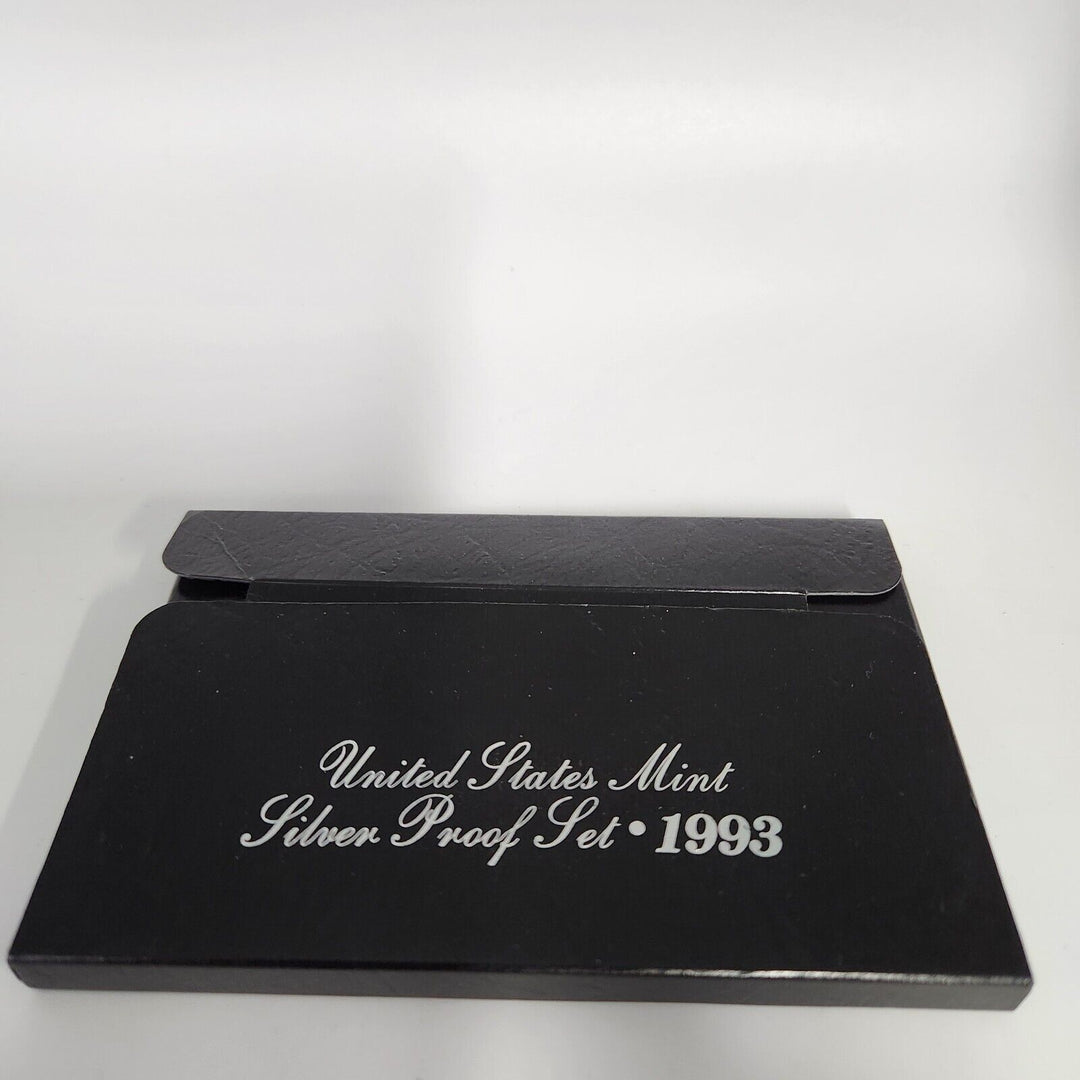 United States Mint
Silver Proof Set • 1993